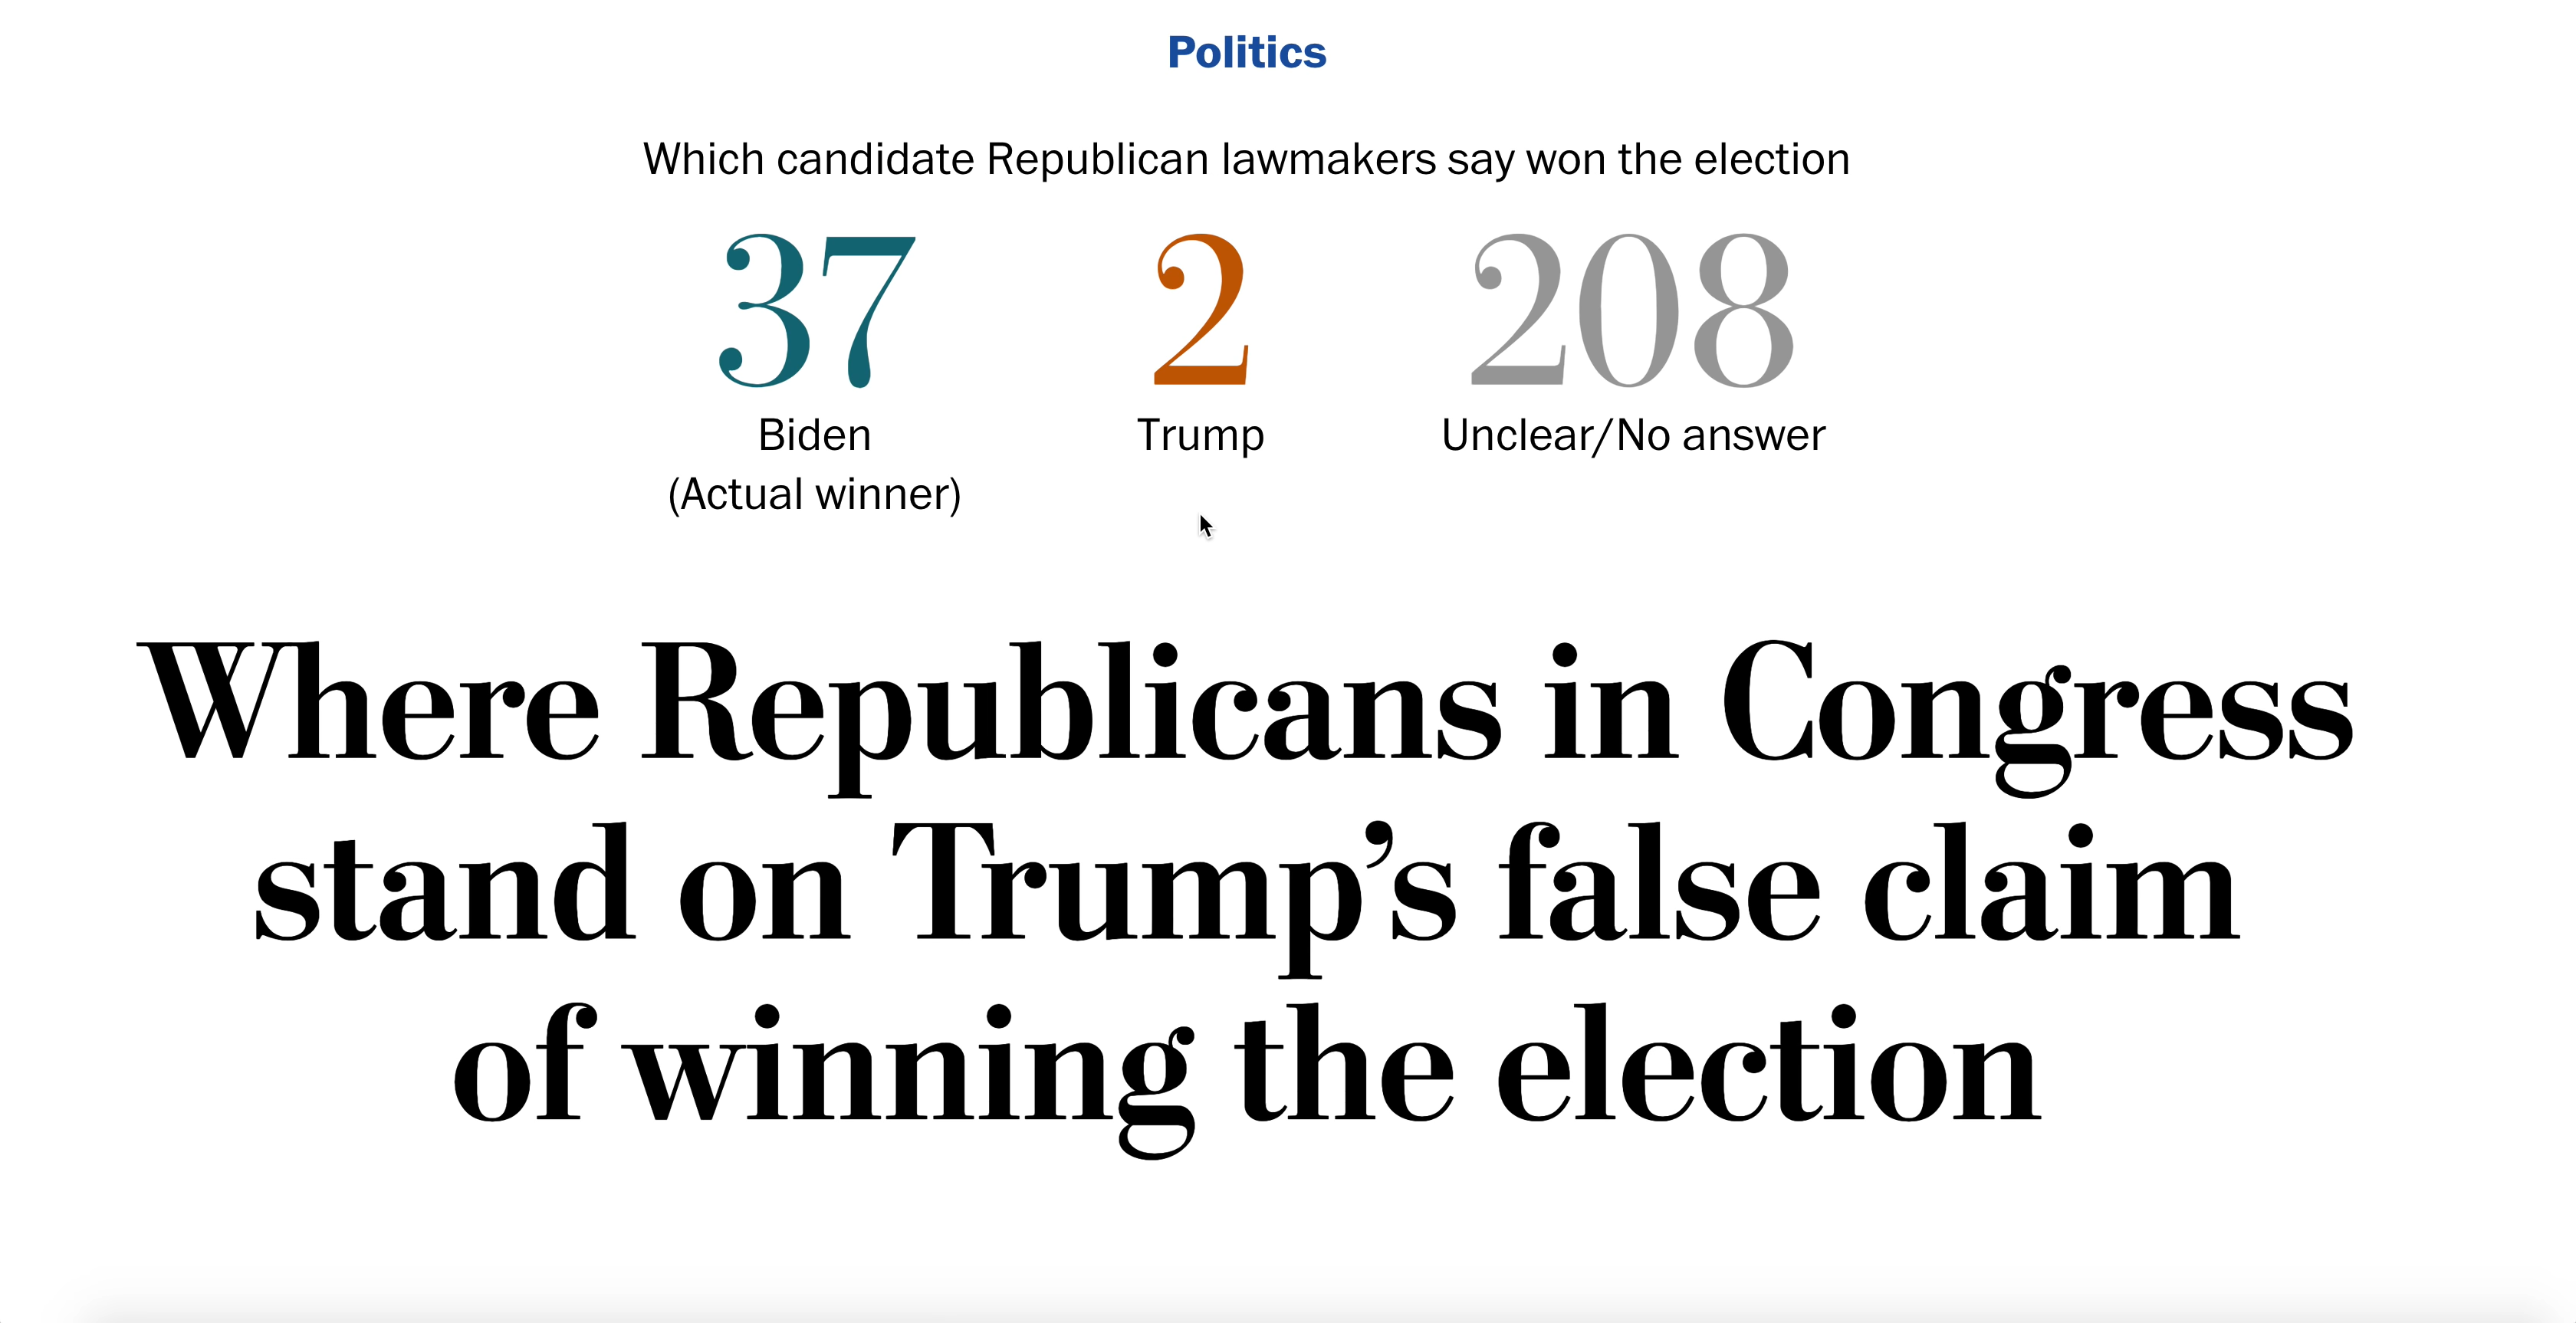 Politics
Which candidate Republican lawmakers say won the election
37 2 208
Biden Trump Unclear/No answer
(Actual winner)
Where Republicans in Congress
stand on Trump’s false claim
of winning the election